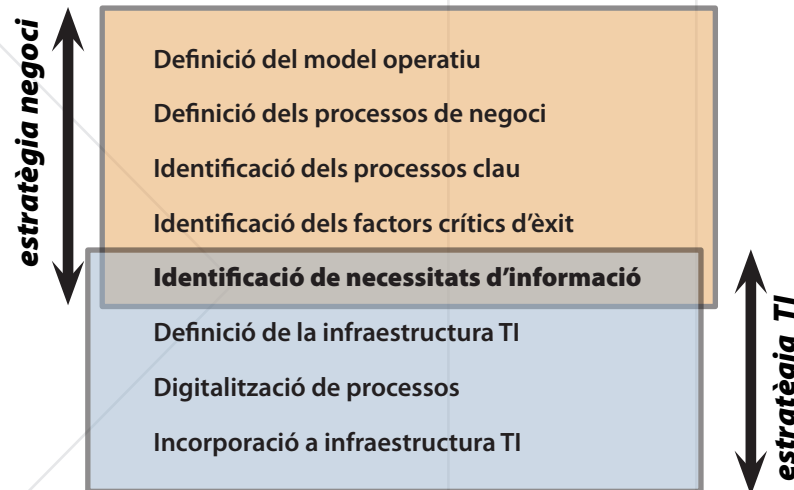 estratègia negoci
Definició del model operatiu
Definició dels processos de negoci
Identificació dels processos clau
Identificació dels factors crítics d'èxit
Identificació de necessitats d'informació
Definició de la infraestructura TI
Digitalització de processos
Incorporació a infraestructura TI
estratègia TI